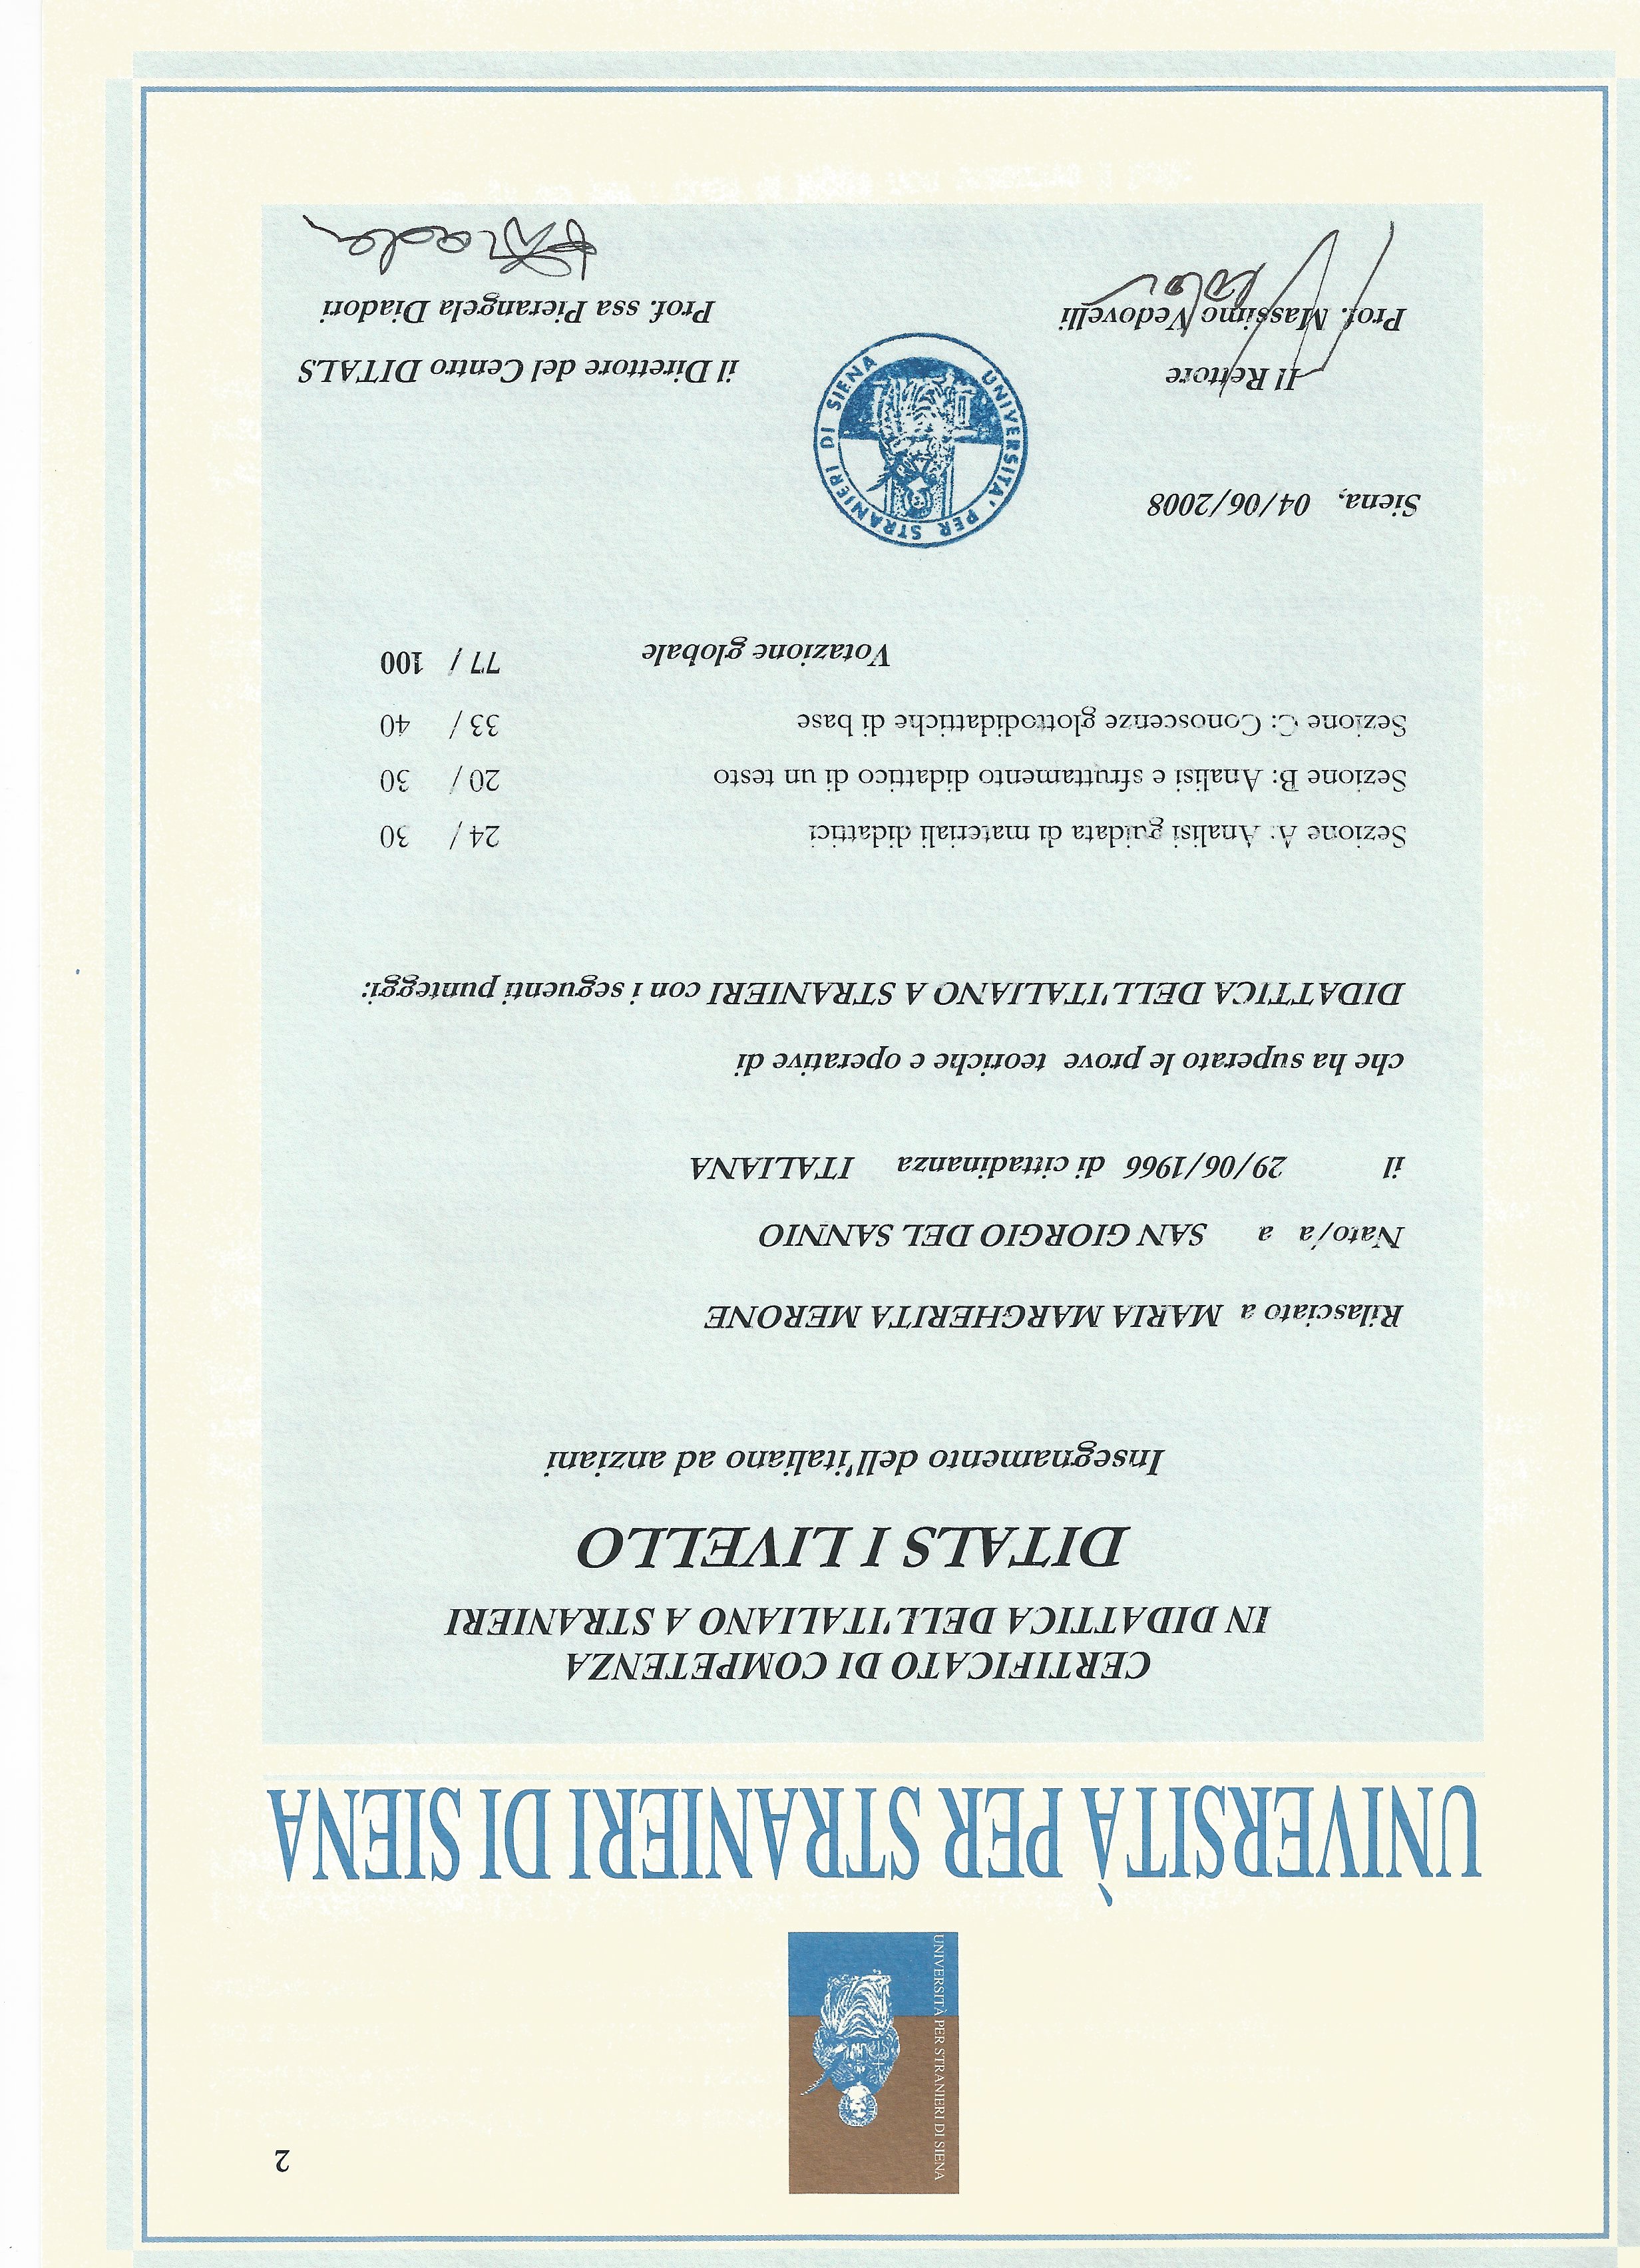 2
UNIVERSITÀ PER STRANIERI DI SIENA
UNIVERSITÀ PER STRANIERI DI SIENA
CERTIFICATO DI COMPETENZA
IN DIDATTICA DELL'ITALIANO A STRANIERI
DITALS I LIVELLO
Insegnamento dell'italiano ad anziani
Rilasciato a MARIA MARGHERITA MERONE
Nato/a a SAN GIORGIO DEL SANNIO
il 29/06/1966 di cittadinanza ITALIANA
che ha superato le prove teoriche e operative di
DIDATTICA DELL'ITALIANO A STRANIERI con i seguenti punteggi:
Sezione A: Analisi guidata di materiali didattici 24 / 30
Sezione B: Analisi e sfruttamento didattico di un testo 20 / 30
Sezione C: Conoscenze glottodidattiche di base 33 / 40
Votazione globale 77 / 100
Siena, 04/06/2008
UNIVERSITA' PER STRANIERI DI SIENA
Il Rettore
Prof. Massimo Vedovelli
il Direttore del Centro DITALS
Prof. ssa Pierangela Diadori